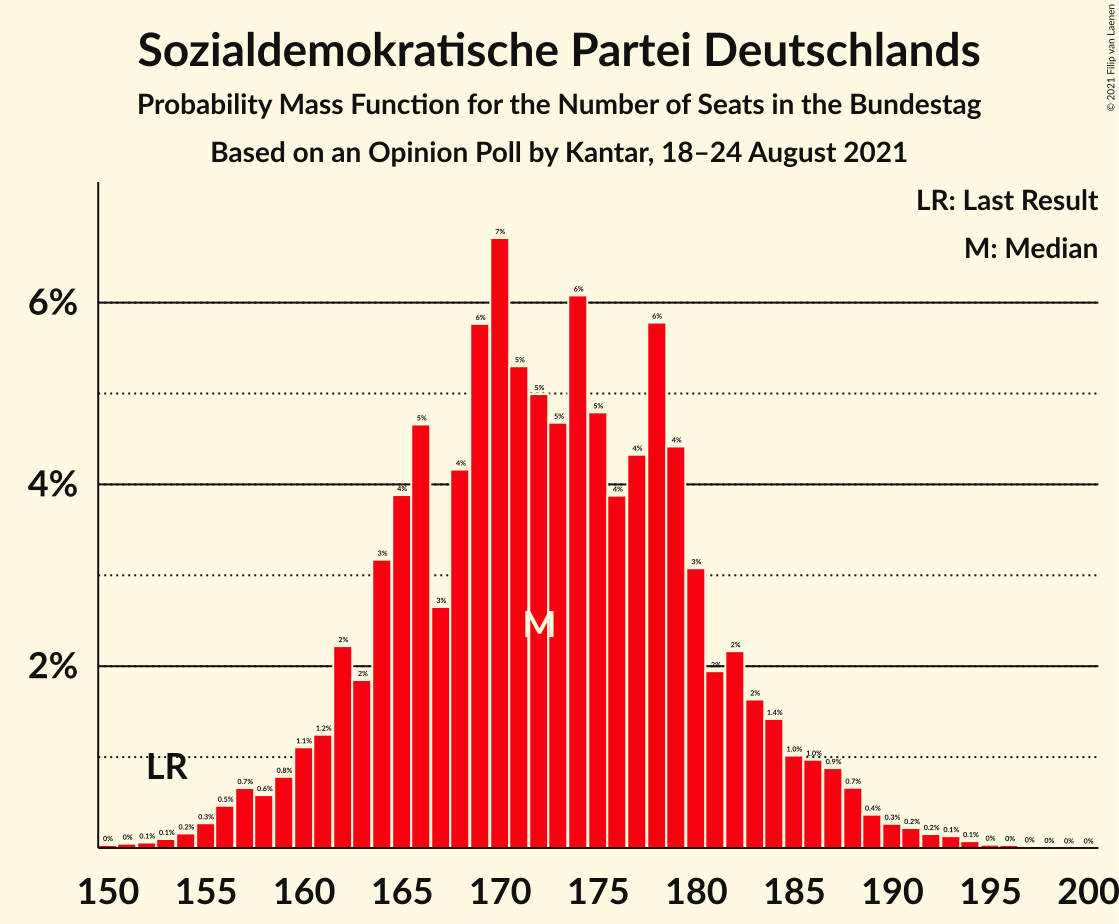 Sozialdemokratische Partei Deutschlands
Probability Mass Function for the Number of Seats in the Bundestag
Based on an Opinion Poll by Kantar, 18–24 August 2021
© 2021 Filip van Laenen
LR: Last Result
M: Median
6%
4%
2%
LR
M
0% 0% 0.1% 0.1% 0.2% 0.3% 0.5% 0.7% 0.6% 0.8% 1.1% 1.2% 2% 2% 3% 4% 5% 3% 4% 6% 7% 5% 5% 5% 6% 5% 4% 4% 6% 4% 3% 2% 2% 2% 1.4% 1.0% 1.0% 0.9% 0.7% 0.4% 0.3% 0.2% 0.2% 0.1% 0.1% 0% 0% 0% 0% 0% 0%
150 155 160 165 170 175 180 185 190 195 200